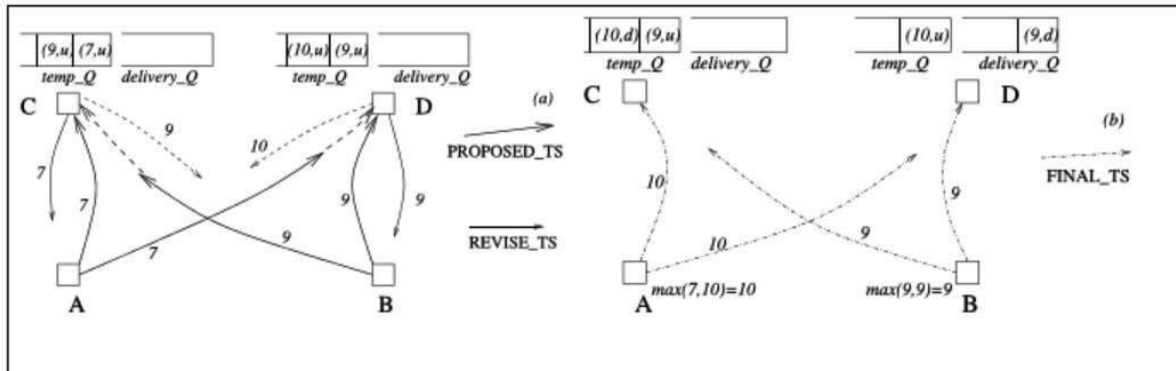 (9,u) (7,u)
temp_Q delivery_Q
(10,u) (9,u)
temp_Q delivery_Q
C
D
9
10
7
7
7
9
9
9
A
B
(a)
PROPOSED_TS
REVISE_TS
(10,d) (9,u)
temp_Q delivery_Q
(10,u)
(9,d)
temp_Q delivery_Q
C
D
10
10
9
9
A
max(7,10)=10
max(9,9)=9
B
(b)
FINAL_TS